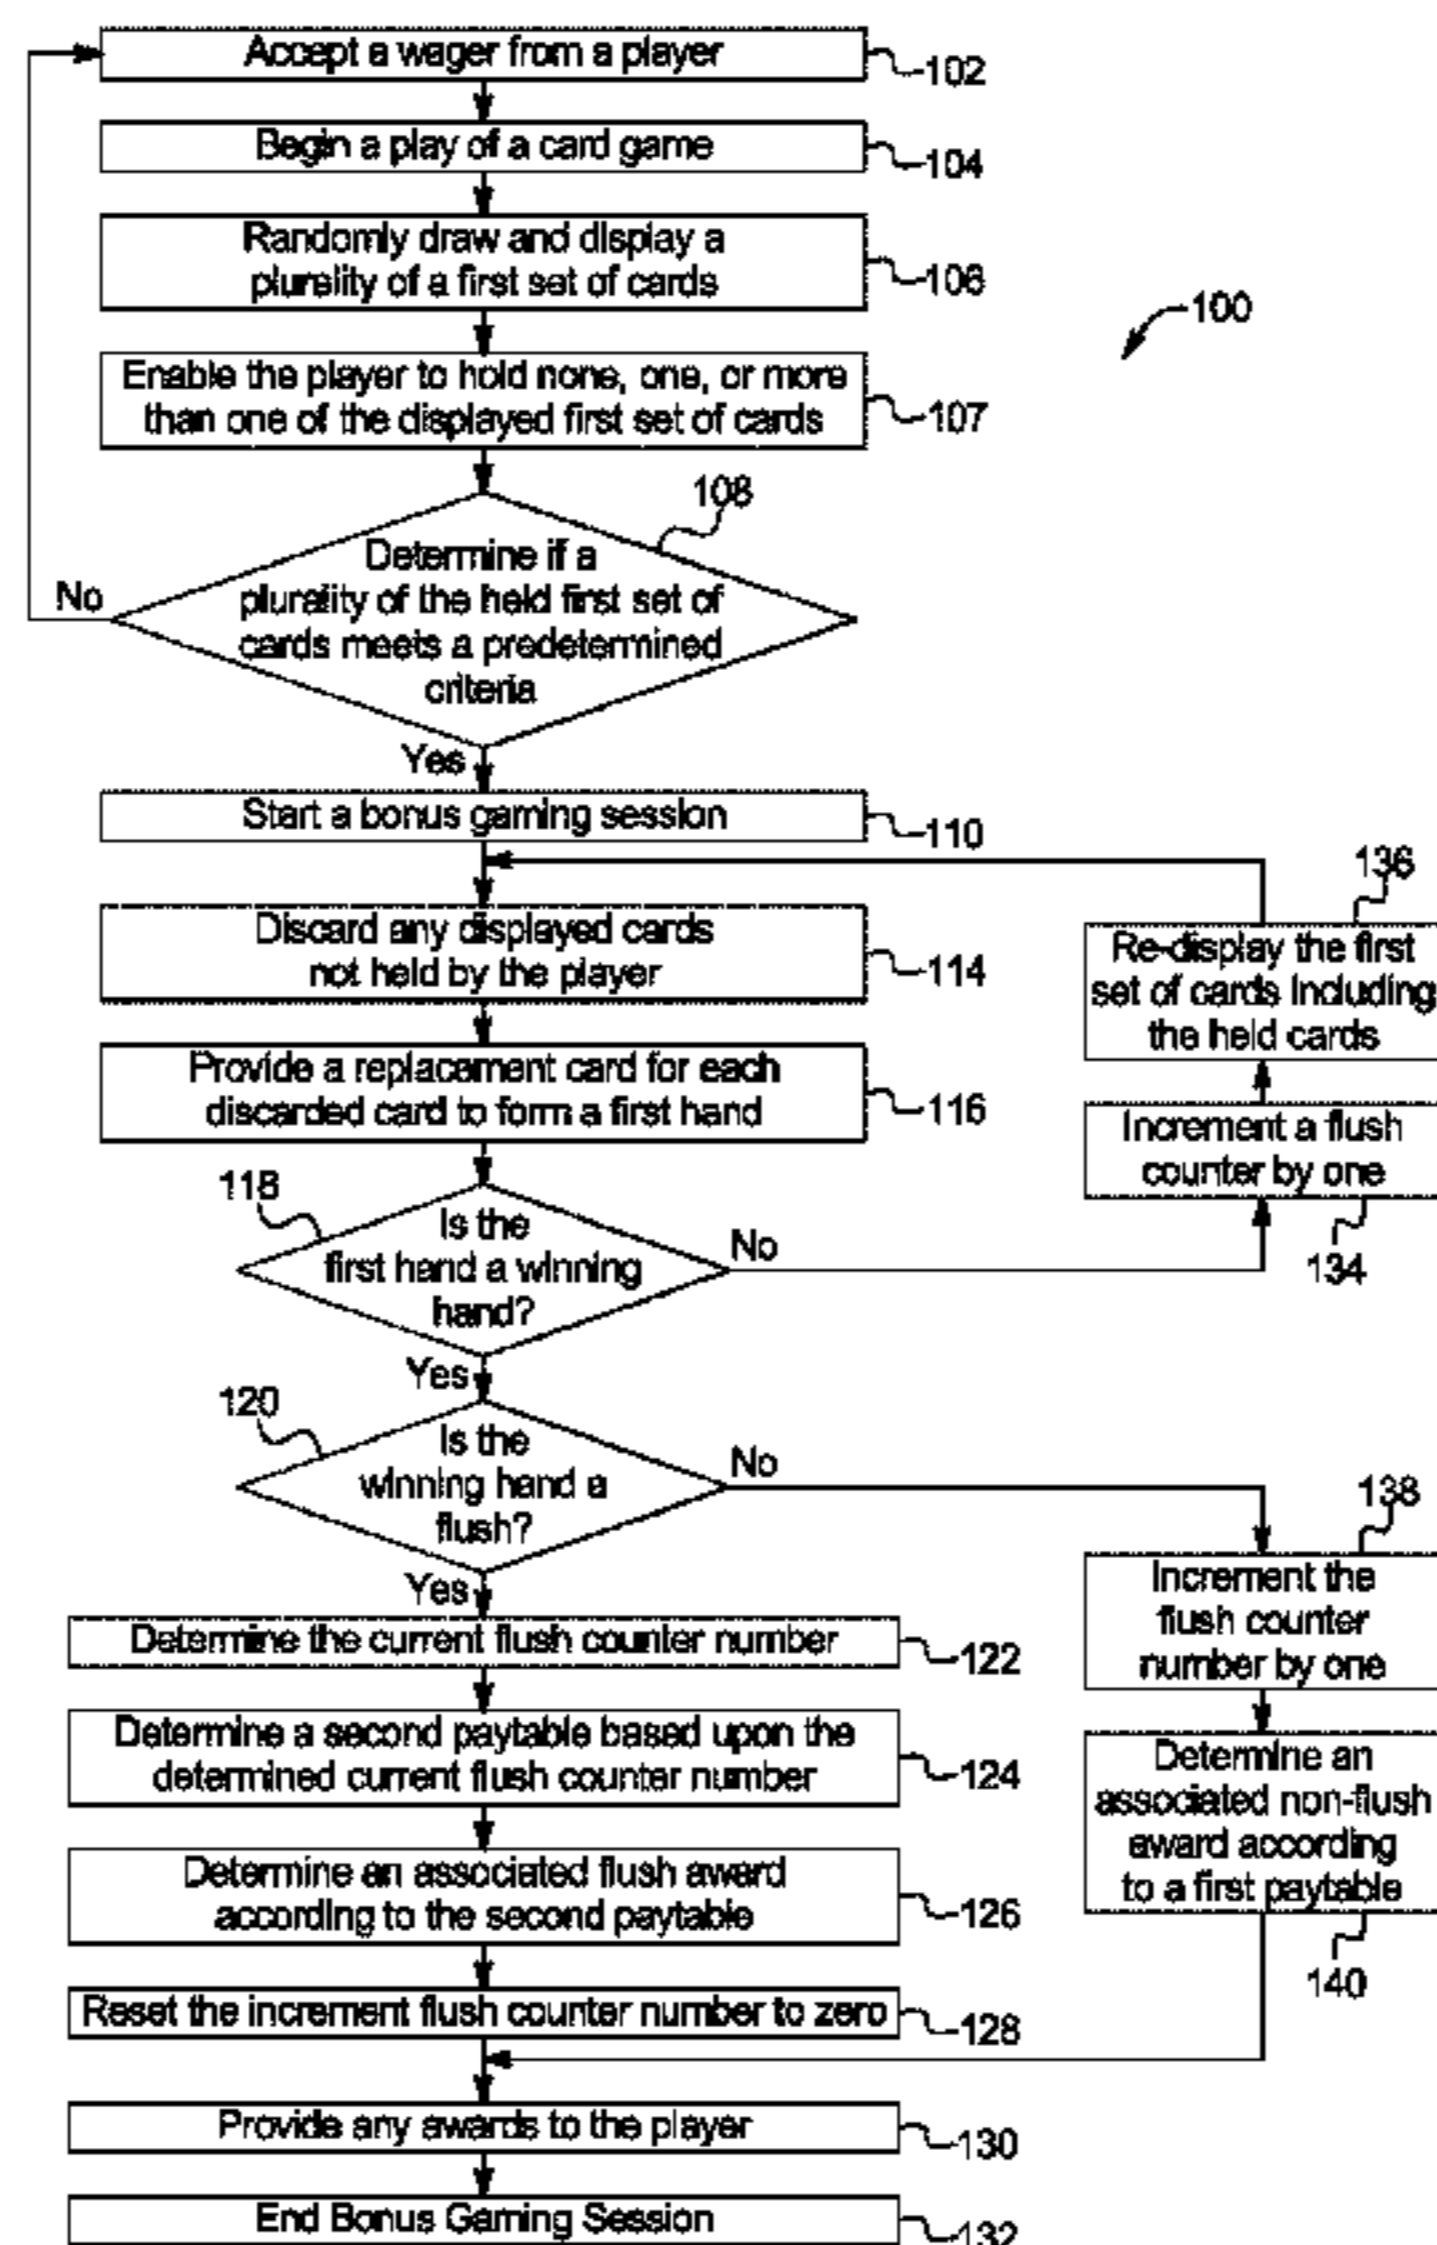 Accept a wager from a player
102
Begin a play of a card game
104
Randomly draw and display a
plurality of a first set of cards
106
100
Enable the player to hold none, one, or more
than one of the displayed first set of cards
107
108
Determine if a
plurality of the held first set of
cards meets a predetermined
criteria
No
Yes
Start a bonus gaming session
110
Discard any displayed cards
not held by the player
114
Provide a replacement card for each
discarded card to form a first hand
116
136
Re-display the first
set of cards including
the held cards
Increment a flush
counter by one
134
118
Is the
first hand a winning
hand?
No
Yes
120
Is the
winning hand a
flush?
No
Yes
138
Increment the
flush counter
number by one
Determine an
associated non-flush
award according
to a first paytable
140
Determine the current flush counter number
122
Determine a second paytable based upon the
determined current flush counter number
124
Determine an associated flush award
according to the second paytable
126
Reset the increment flush counter number to zero
128
Provide any awards to the player
130
End Bonus Gaming Session
132